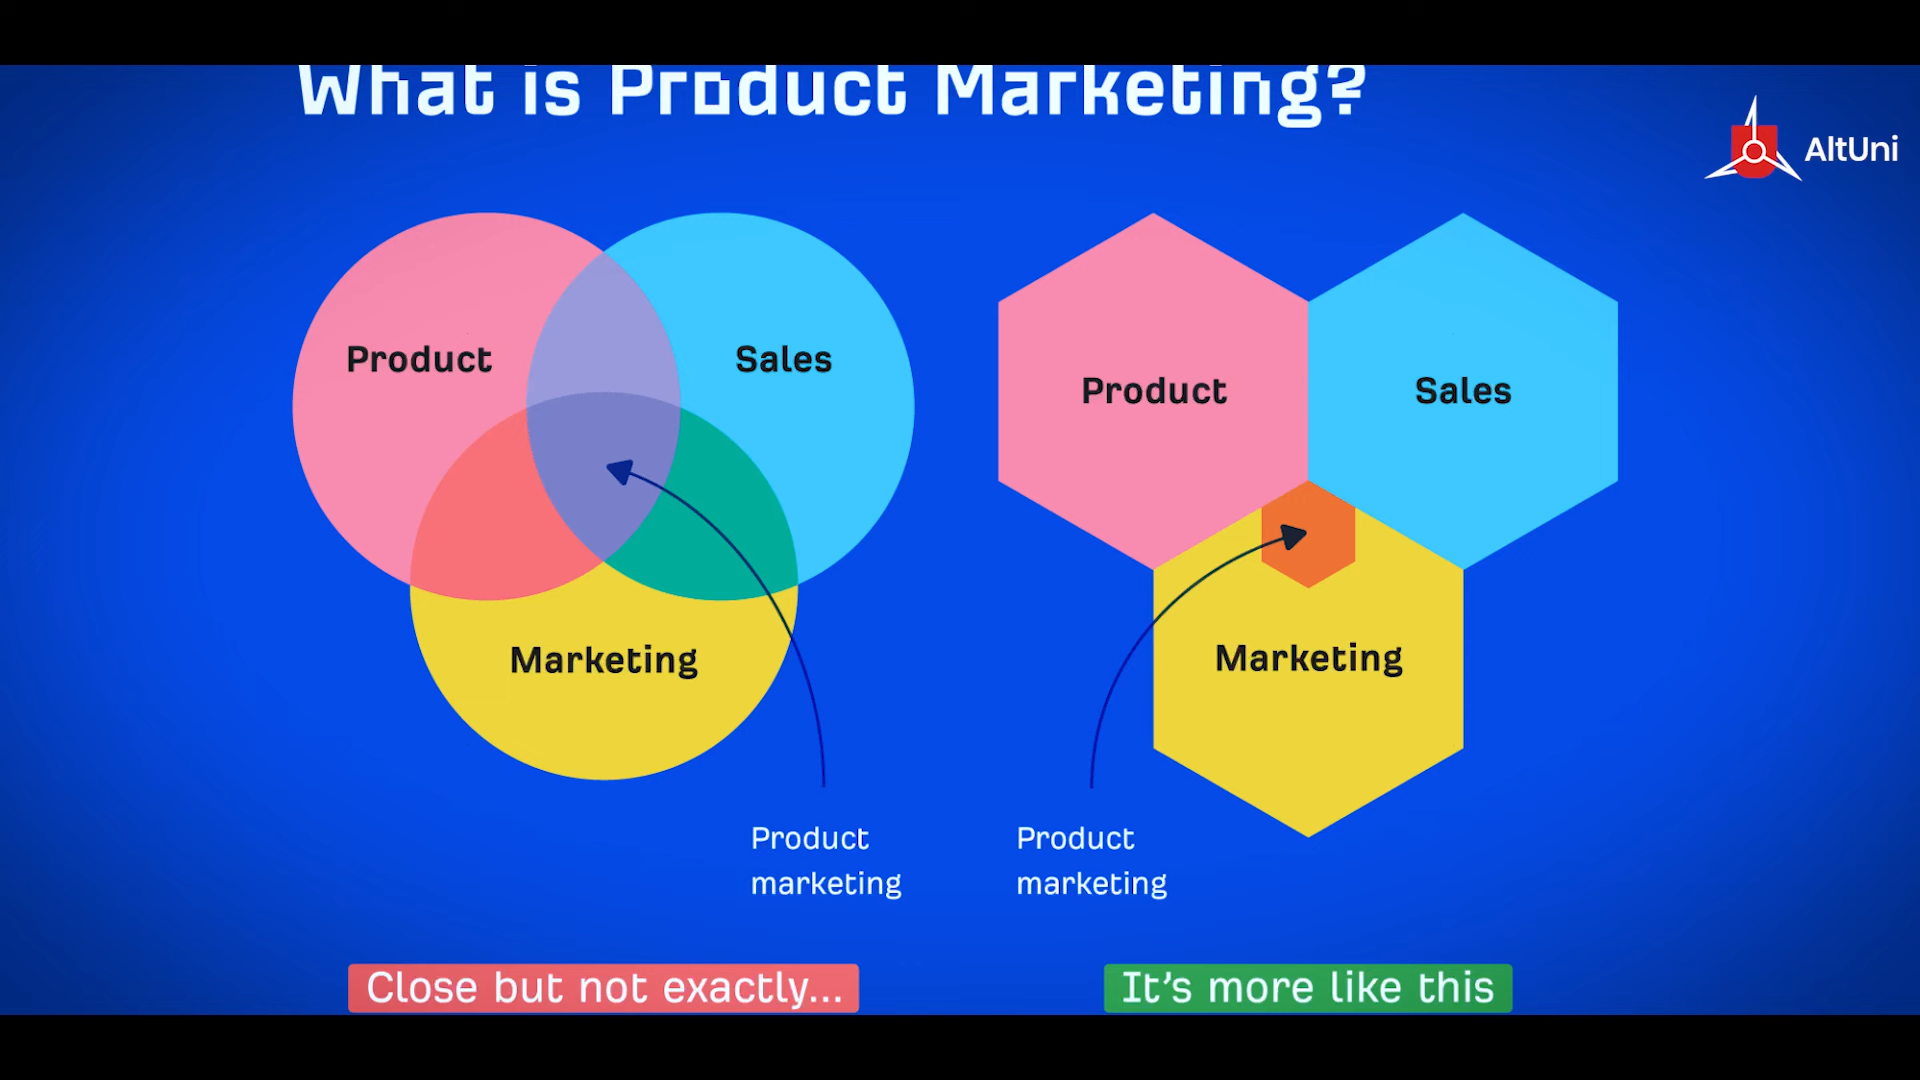 What is Product Marketing?
AltUni
Product
Sales
Marketing
Product
marketing
Close but not exactly...
Product
Sales
Marketing
Product
marketing
It's more like this